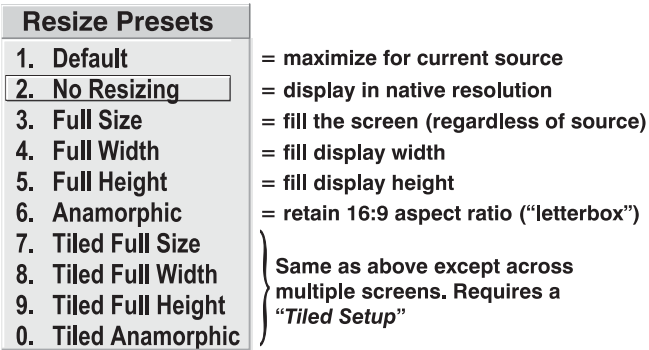 Resize Presets
1. Default = maximize for current source
2. No Resizing = display in native resolution
3. Full Size = fill the screen (regardless of source)
4. Full Width = fill display width
5. Full Height = fill display height
6. Anamorphic = retain 16:9 aspect ratio (“letterbox”)
7. Tiled Full Size
8. Tiled Full Width
9. Tiled Full Height
0. Tiled Anamorphic
Same as above except across
multiple screens. Requires a
“Tiled Setup”